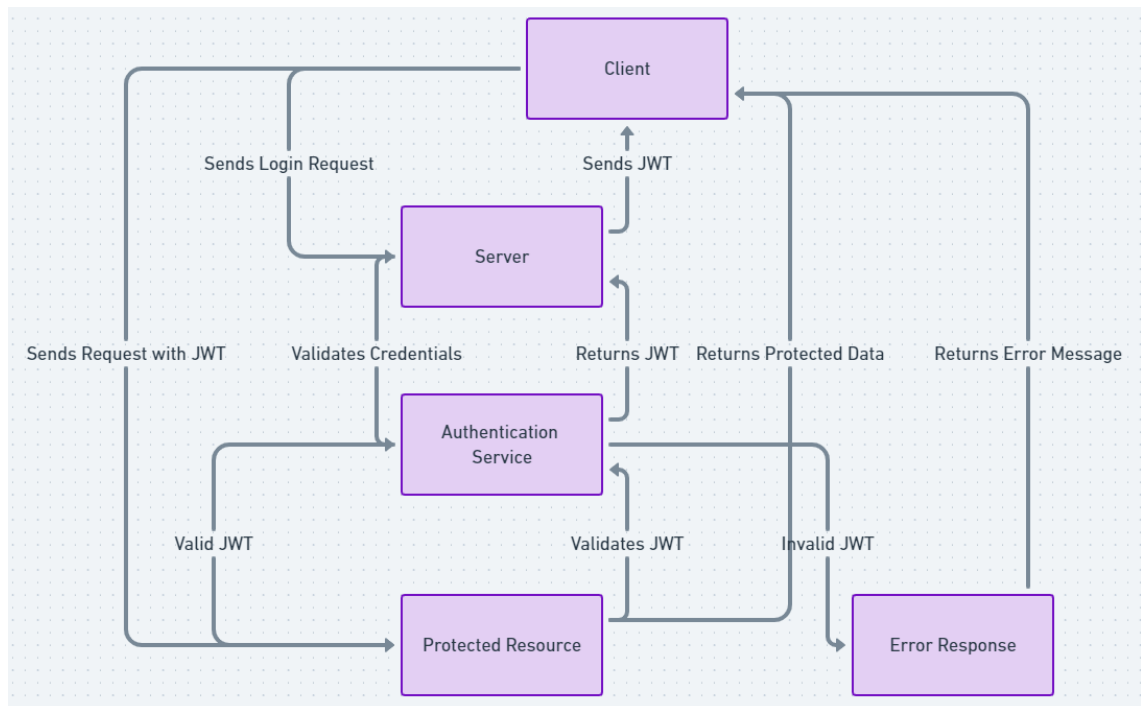 Client
Sends Login Request
Sends JWT
Server
Sends Request with JWT
Validates Credentials
Returns JWT
Returns Protected Data
Returns Error Message
Authentication
Service
Valid JWT
Validates JWT
Invalid JWT
Protected Resource
Error Response